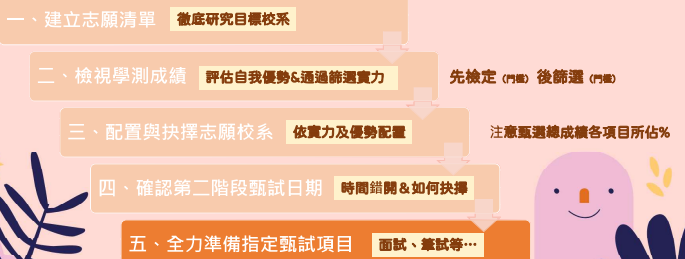 一、建立志願清單 徹底研究目標校系
二、檢視學測成績 評估自我優勢&通過篩選實力 先檢定（門檻）後篩選（門檻）
三、配置與抉擇志願校系 依實力及優勢配置 注意甄選總成績各項目所佔%
四、確認第二階段甄試日期 時間錯開&如何抉擇
五、全力準備指定甄試項目 面試、筆試等…